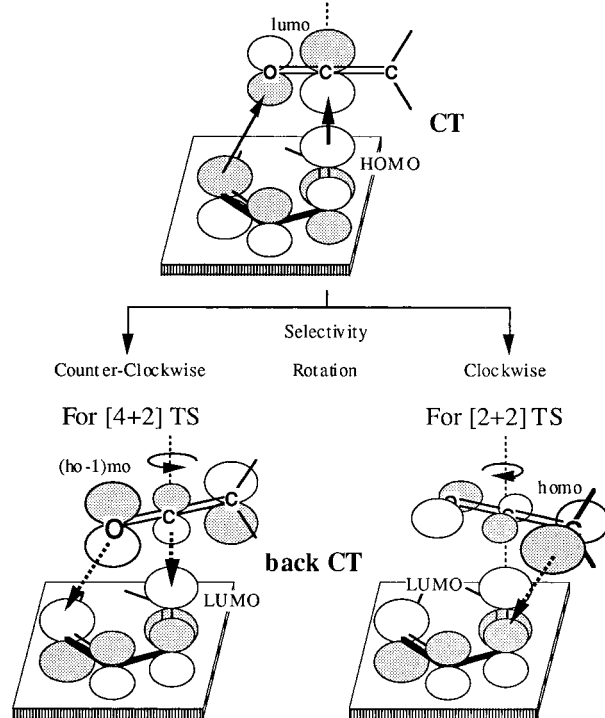 lumo
O C C
CT
HOMO
Selectivity
Counter-Clockwise Rotation Clockwise
For [4+2] TS For [2+2] TS
(ho-1)mo
homo
C
O C
O C C
back CT
LUMO
LUMO